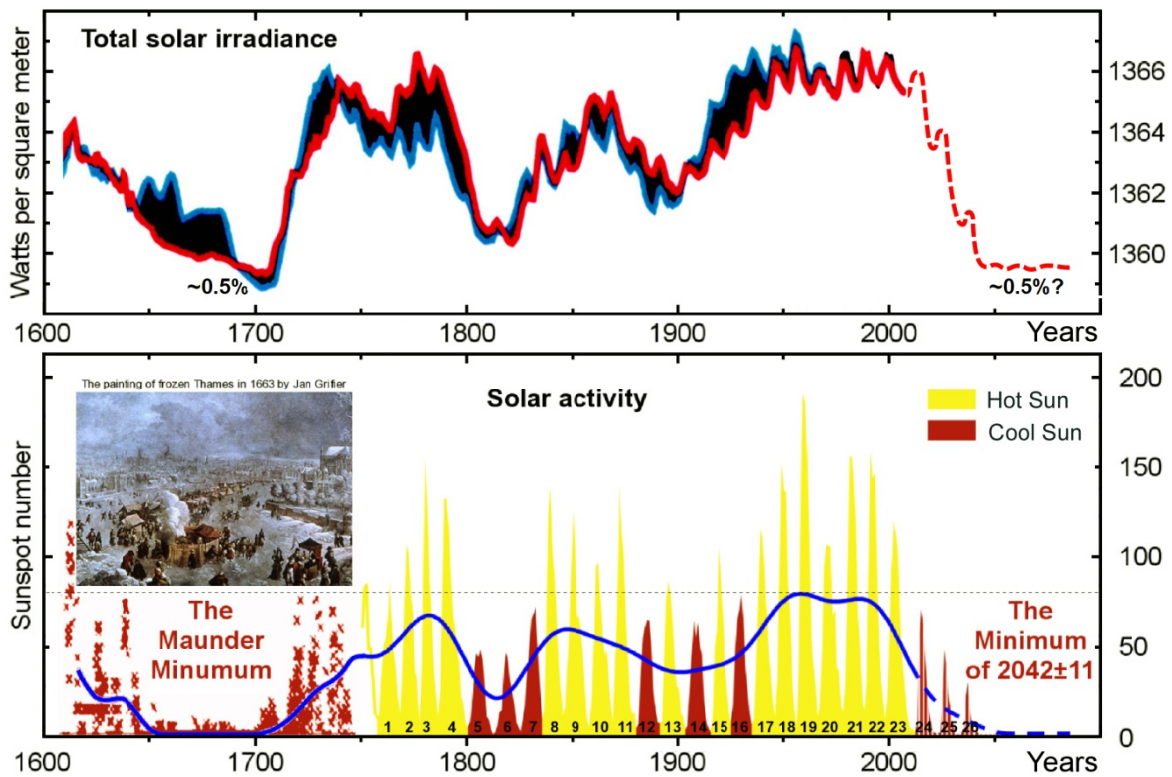 Total solar irradiance
Watts per square meter
1366
1364
1362
1360
~0.5%
~0.5%?
1600
1700
1800
1900
2000
Years
The painting of frozen Thames in 1663 by Jan Grifier
Solar activity
Hot Sun
Cool Sun
Sunspot number
200
150
100
50
0
The
Maunder
Minumum
The
Minimum
of 2042±11
1 2 3 4 5 6 7 8 9 10 11 12 13 14 15 16 17 18 19 20 21 22 23 24 25 26
1600
1700
1800
1900
2000
Years